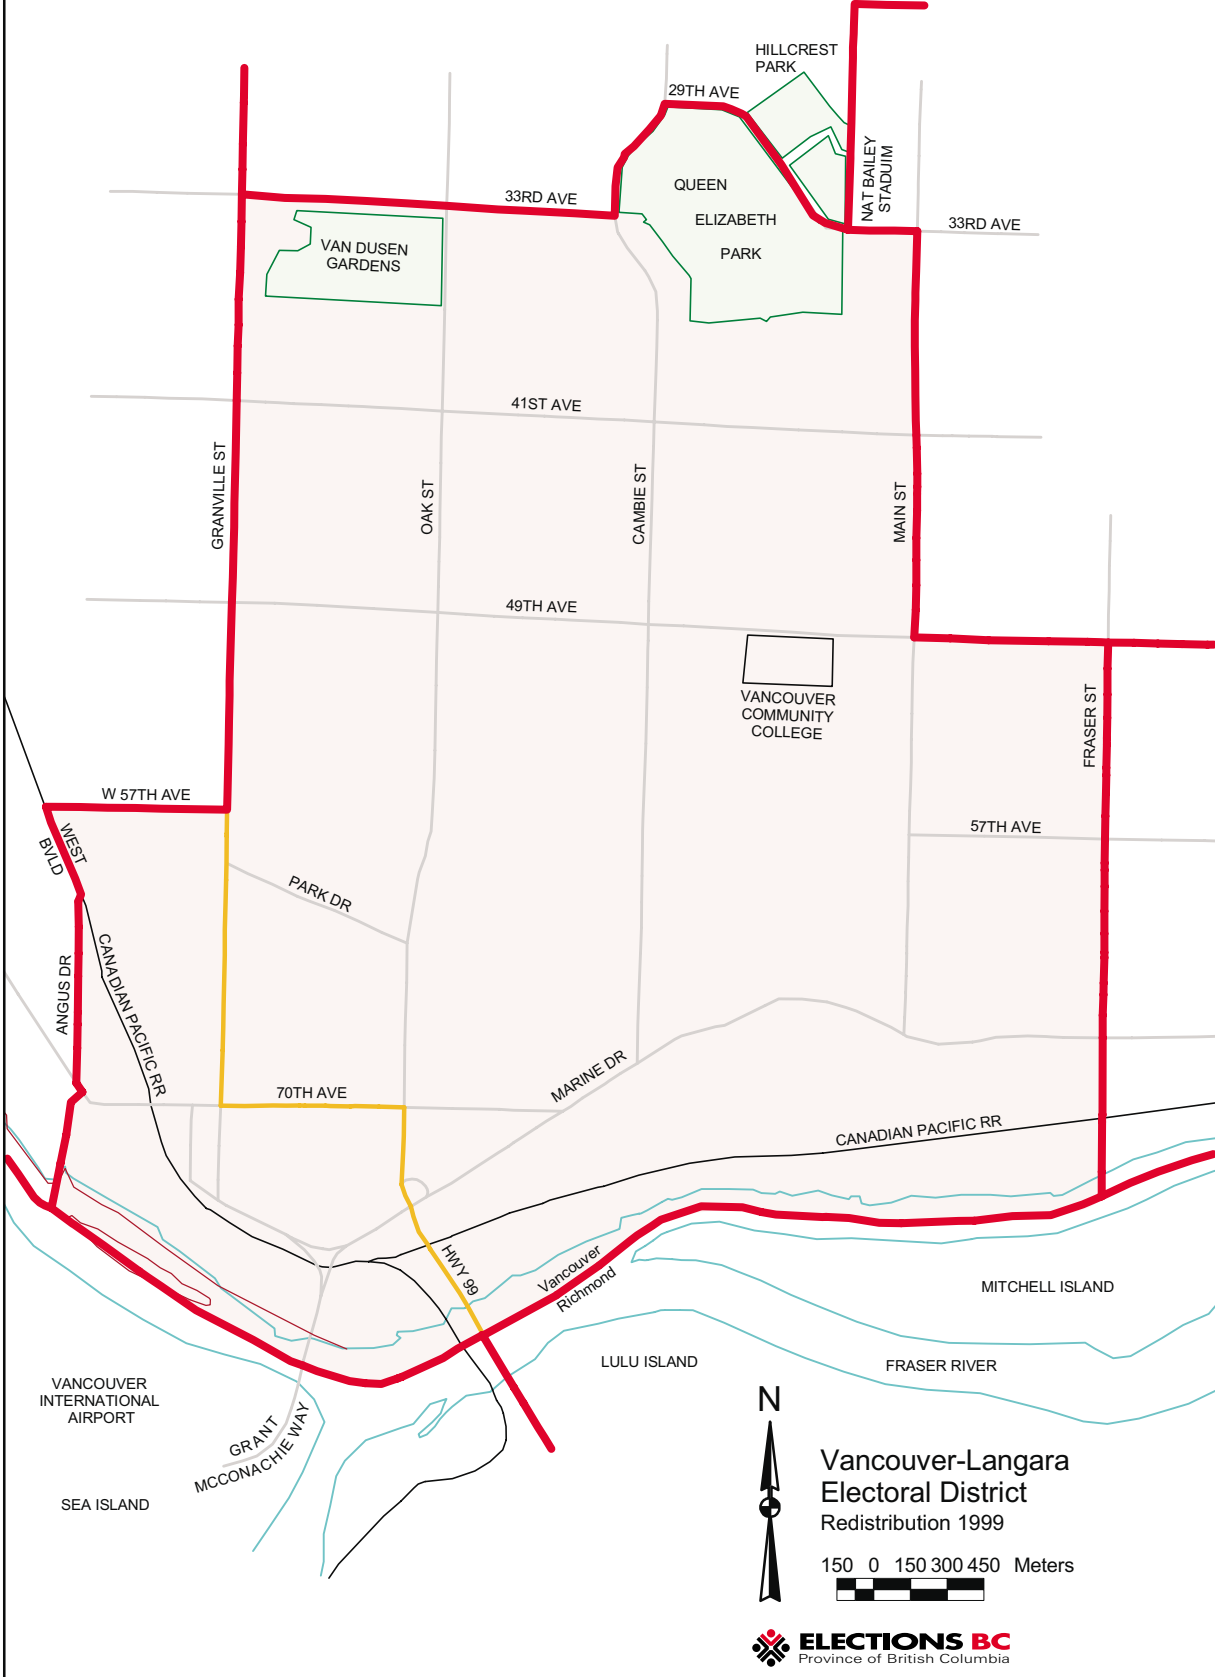 HILLCREST
PARK
29TH AVE
NAT BAILEY
STADUIM
QUEEN
ELIZABETH
PARK
33RD AVE
33RD AVE
VAN DUSEN
GARDENS
41ST AVE
GRANVILLE ST
OAK ST
CAMBIE ST
MAIN ST
49TH AVE
VANCOUVER
COMMUNITY
COLLEGE
FRASER ST
W 57TH AVE
WEST
BVLD
57TH AVE
PARK DR
ANGUS DR
CANADIAN PACIFIC RR
70TH AVE
MARINE DR
CANADIAN PACIFIC RR
HWY 99
Vancouver
Richmond
MITCHELL ISLAND
LULU ISLAND
FRASER RIVER
VANCOUVER
INTERNATIONAL
AIRPORT
GRANT
MCCONACHIE WAY
SEA ISLAND
N
Vancouver-Langara
Electoral District
Redistribution 1999
150 0 150 300 450 Meters
ELECTIONS BC
Province of British Columbia